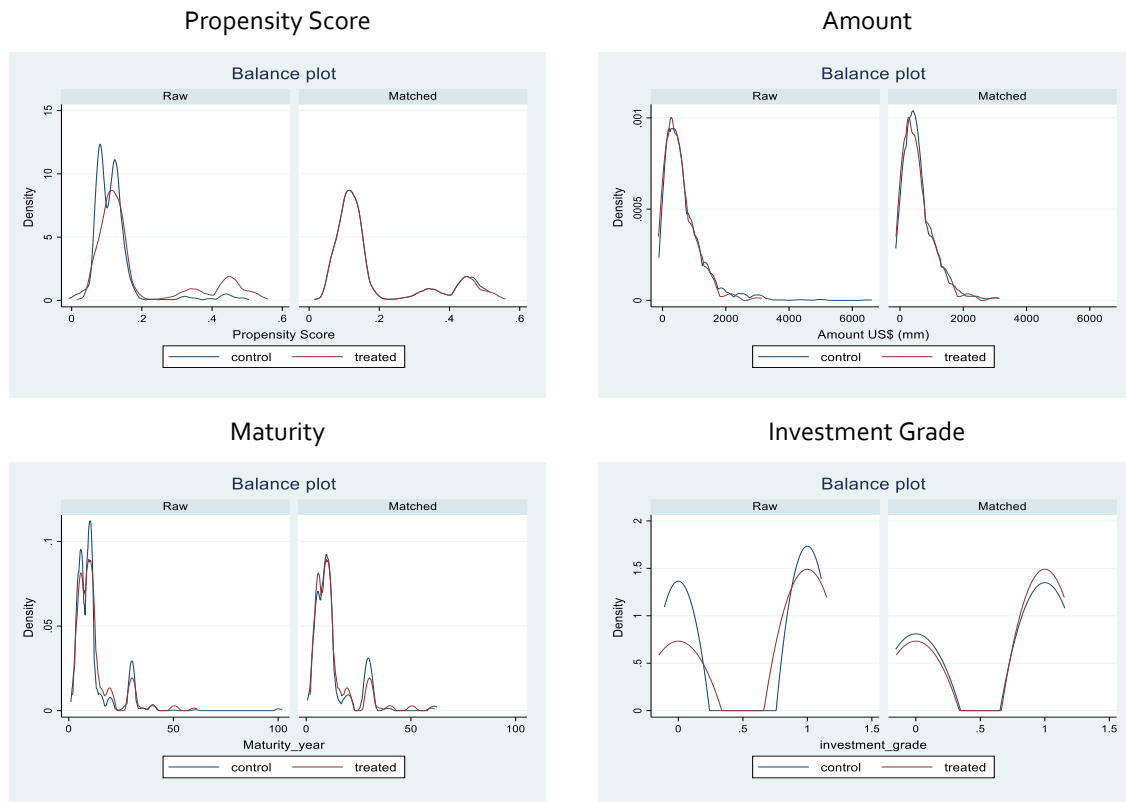 Propensity Score
Balance plot
Raw
Matched
Density
15
10
5
0
0
.2
.4
.6
0
.2
.4
.6
Propensity Score
control
treated
Amount
Balance plot
Raw
Matched
Density
.001
.0005
0
0
2000
4000
6000
0
2000
4000
6000
Amount US$ (mm)
control
treated
Maturity
Balance plot
Raw
Matched
Density
.1
.05
0
0
50
100
0
50
100
Maturity_year
control
treated
Investment Grade
Balance plot
Raw
Matched
Density
2
1.5
1
.5
0
0
.5
1
1.5
0
.5
1
1.5
investment_grade
control
treated